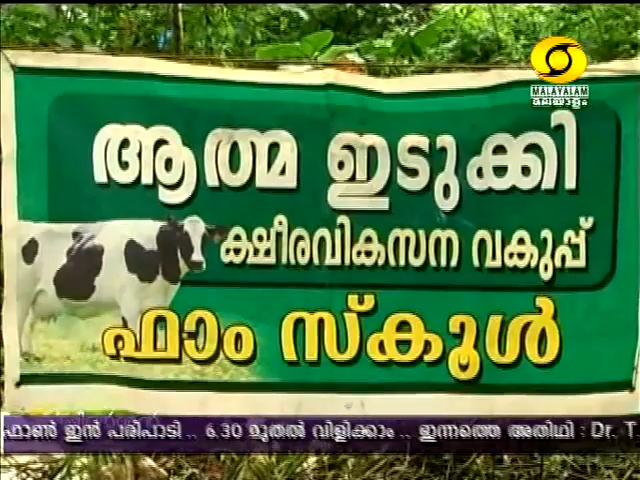 MALAYALAM
മലയാളം
ആത്മ ഇടുക്കി
ക്ഷീരവികസന വകുപ്പ്
ഫാം സ്കൂൾ
ഫോൺ ഇൻ പരിപാടി .. 6.30 മുതൽ വിളിക്കാം .. ഇന്നത്തെ അതിഥി : Dr. T